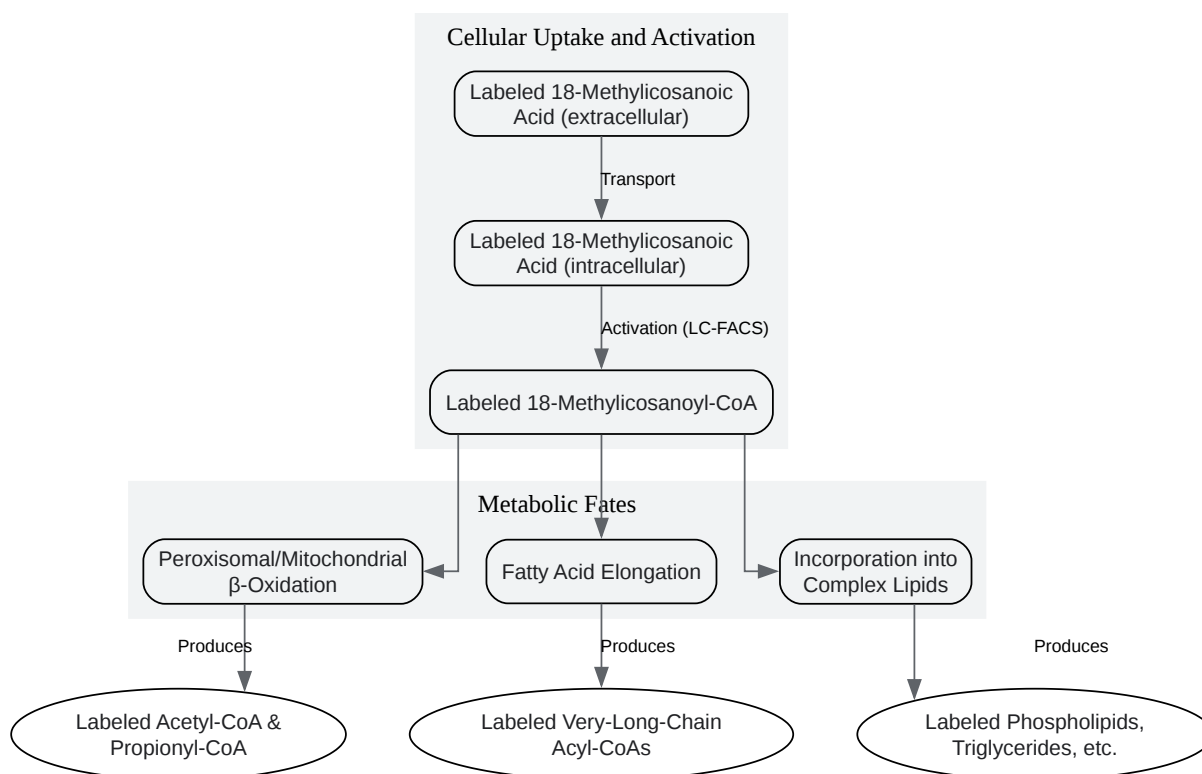 Cellular Uptake and Activation
Labeled 18-Methylicosanoic
Acid (extracellular)
Transport
Labeled 18-Methylicosanoic
Acid (intracellular)
Activation (LC-FACS)
Labeled 18-Methylicosanoyl-CoA
Metabolic Fates
Peroxisomal/Mitochondrial
β-Oxidation
Fatty Acid Elongation
Incorporation into
Complex Lipids
Produces
Produces
Produces
Labeled Acetyl-CoA &
Propionyl-CoA
Labeled Very-Long-Chain
Acyl-CoAs
Labeled Phospholipids,
Triglycerides, etc.